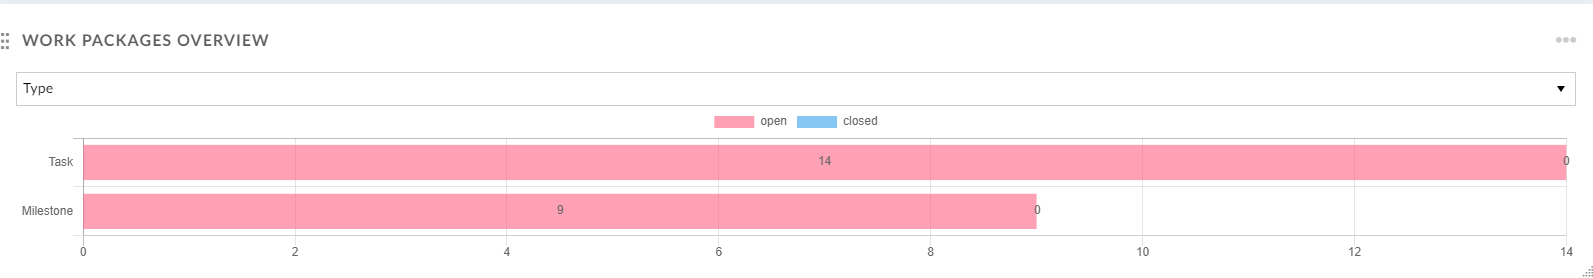 WORK PACKAGES OVERVIEW
Type
open closed
Task 14 0
Milestone 9 0
0 2 4 6 8 10 12 14